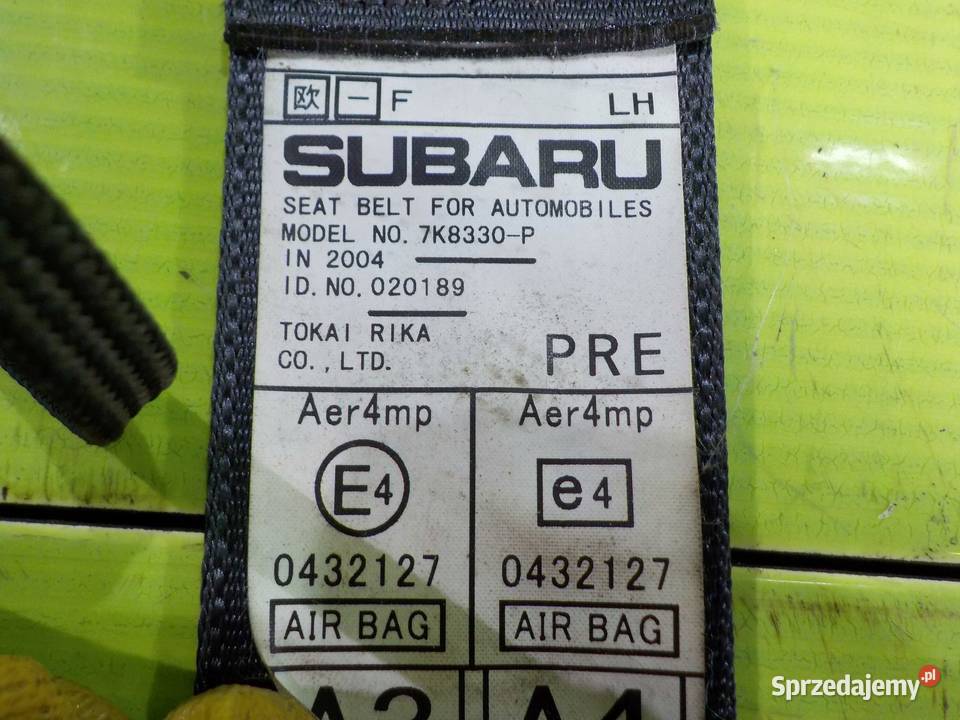 欧 一 F LH
SUBARU
SEAT BELT FOR AUTOMOBILES
MODEL NO. 7K8330-P
IN 2004
ID. NO. 020189
TOKAI RIKA
CO., LTD.
PRE
Aer4mp Aer4mp
E4 e4
0432127 0432127
AIR BAG AIR BAG
A4
Sprzedajemy.pl